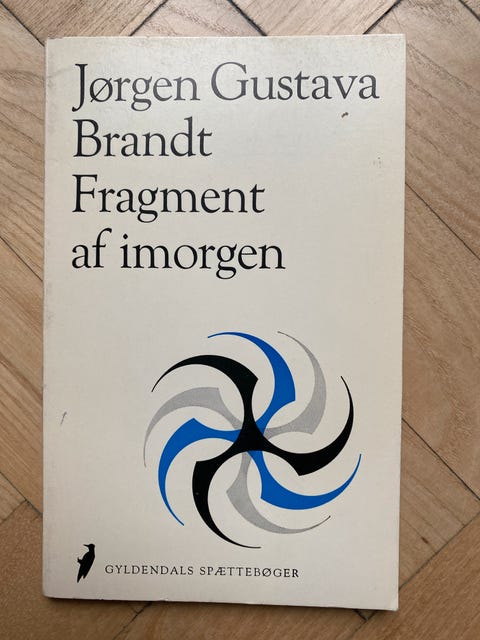 Jørgen Gustava
Brandt
Fragment
af imorgen
GYLDENDALS SPÆTTEBØGER